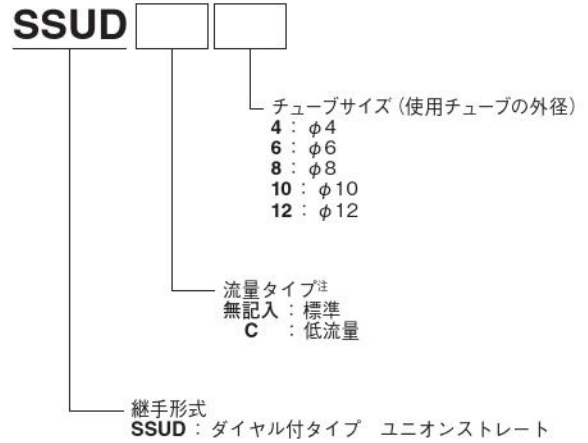 SSUD
チューブサイズ（使用チューブの外径）
4 : φ4
6 : φ6
8 : φ8
10 : φ10
12 : φ12
流量タイプ注
無記入 : 標準
C : 低流量
継手形式
SSUD : ダイヤル付タイプ ユニオンストレート